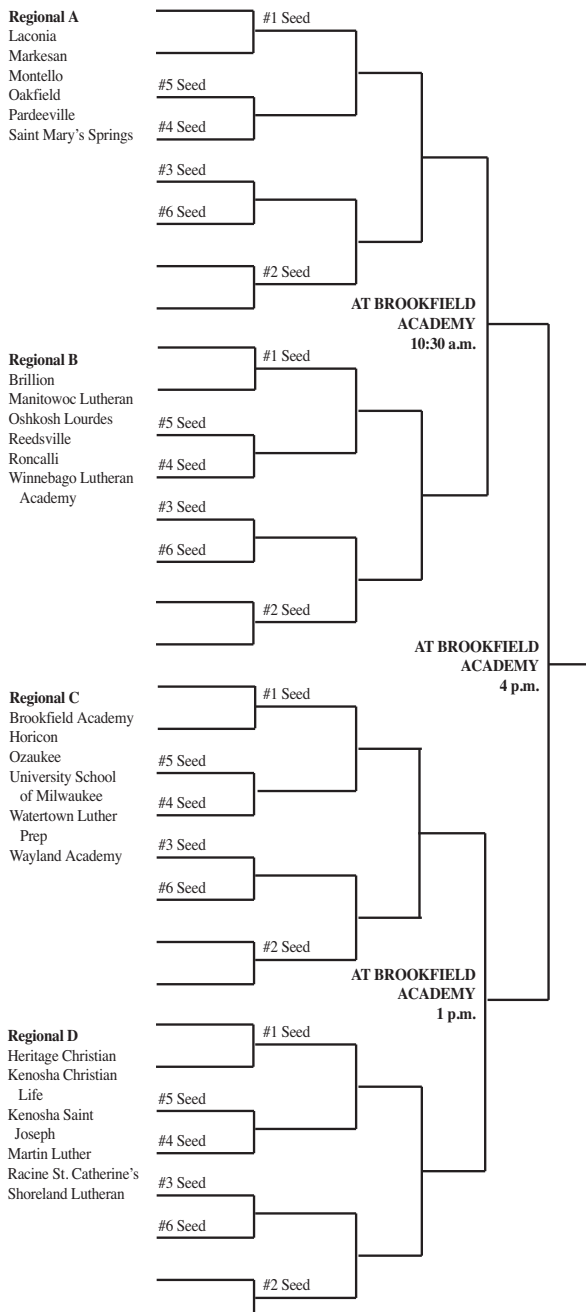 Regional A
Laconia
Markesan
Montello
Oakfield
Pardeeville
Saint Mary's Springs
#1 Seed
#5 Seed
#4 Seed
#3 Seed
#6 Seed
#2 Seed
AT BROOKFIELD
ACADEMY
10:30 a.m.
Regional B
Brillion
Manitowoc Lutheran
Oshkosh Lourdes
Reedsville
Roncalli
Winnebago Lutheran
Academy
#1 Seed
#5 Seed
#4 Seed
#3 Seed
#6 Seed
#2 Seed
AT BROOKFIELD
ACADEMY
4 p.m.
Regional C
Brookfield Academy
Horicon
Ozaukee
University School
of Milwaukee
Watertown Luther
Prep
Wayland Academy
#1 Seed
#5 Seed
#4 Seed
#3 Seed
#6 Seed
#2 Seed
AT BROOKFIELD
ACADEMY
1 p.m.
Regional D
Heritage Christian
Kenosha Christian
Life
Kenosha Saint
Joseph
Martin Luther
Racine St. Catherine's
Shoreland Lutheran
#1 Seed
#5 Seed
#4 Seed
#3 Seed
#6 Seed
#2 Seed